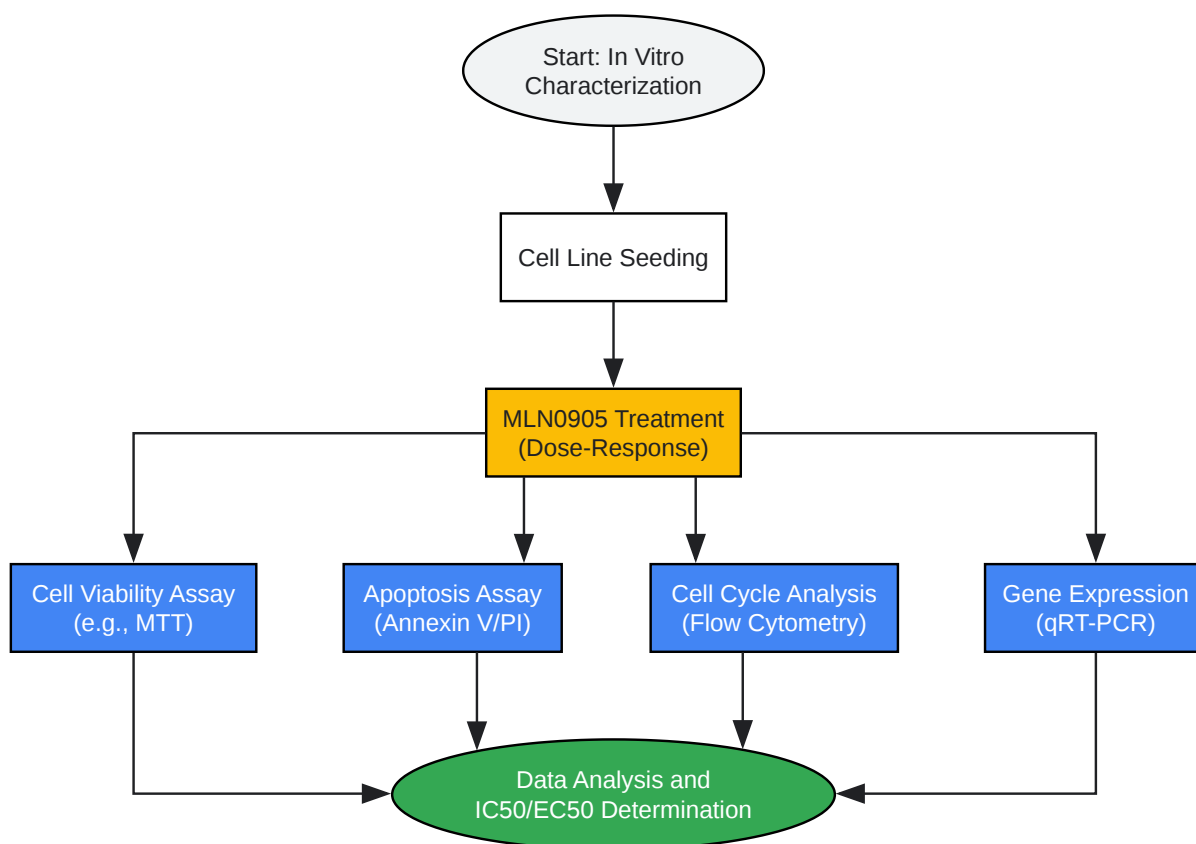 Start: In Vitro
Characterization
Cell Line Seeding
MLN0905 Treatment
(Dose-Response)
Cell Viability Assay
(e.g., MTT)
Apoptosis Assay
(Annexin V/PI)
Cell Cycle Analysis
(Flow Cytometry)
Gene Expression
(qRT-PCR)
Data Analysis and
IC50/EC50 Determination